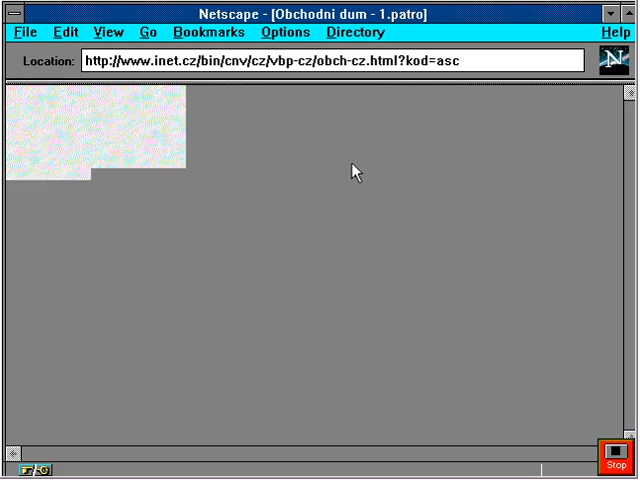 Netscape - [Obchodni dum - 1.patro]
File Edit View Go Bookmarks Options Directory Help
Location: http://www.inet.cz/bin/cnv/cz/vbp-cz/obch-cz.html?kod=asc
N
Stop